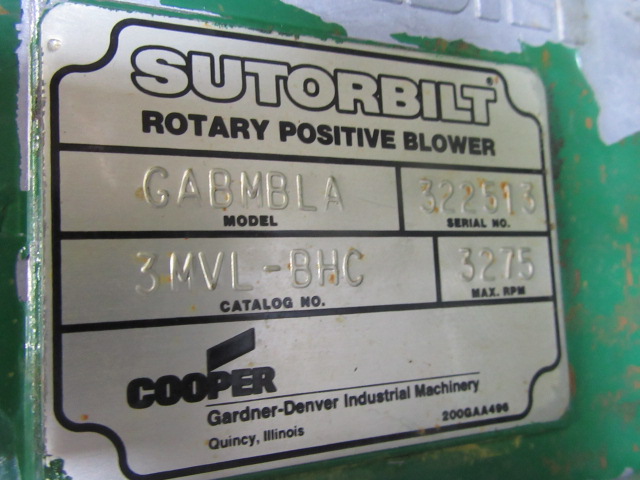 SUTORBILT®
ROTARY POSITIVE BLOWER
GABMBLA 322513
MODEL SERIAL NO.
3MVL-BHC 3275
CATALOG NO. MAX. RPM
COOPER
Gardner-Denver Industrial Machinery
Quincy, Illinois 200GAA496